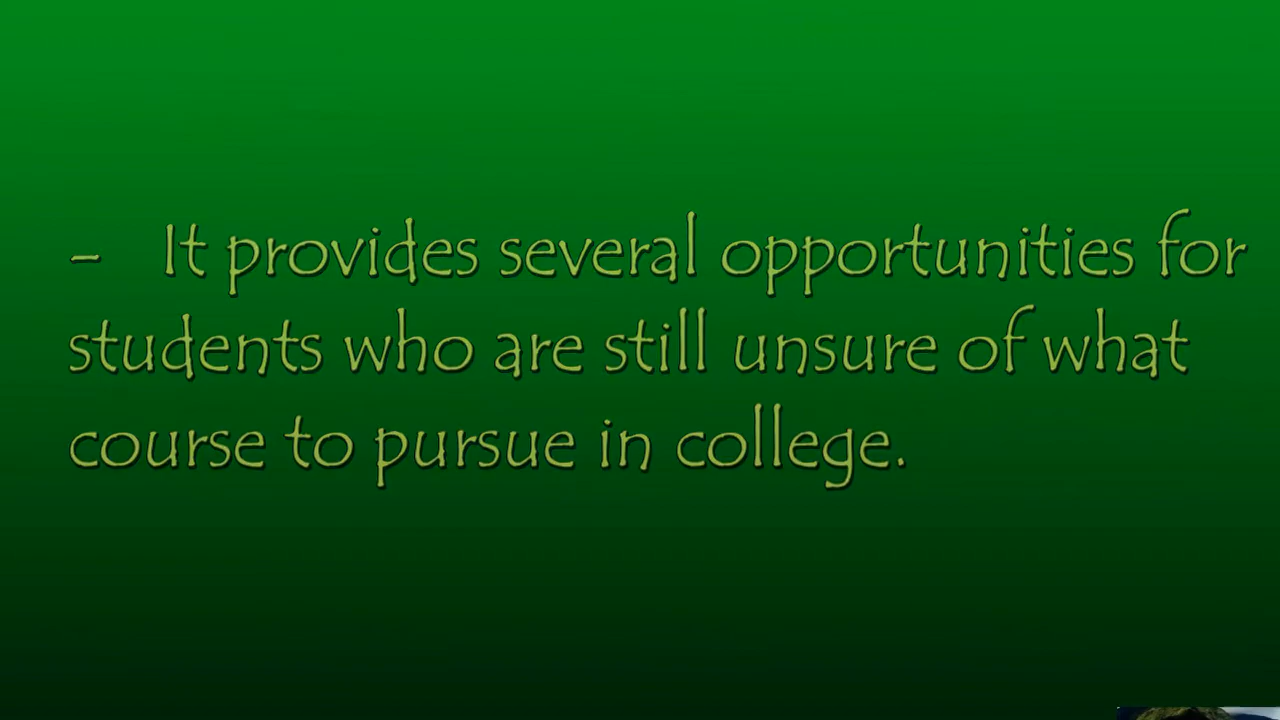 - It provides several opportunities for
students who are still unsure of what
course to pursue in college.